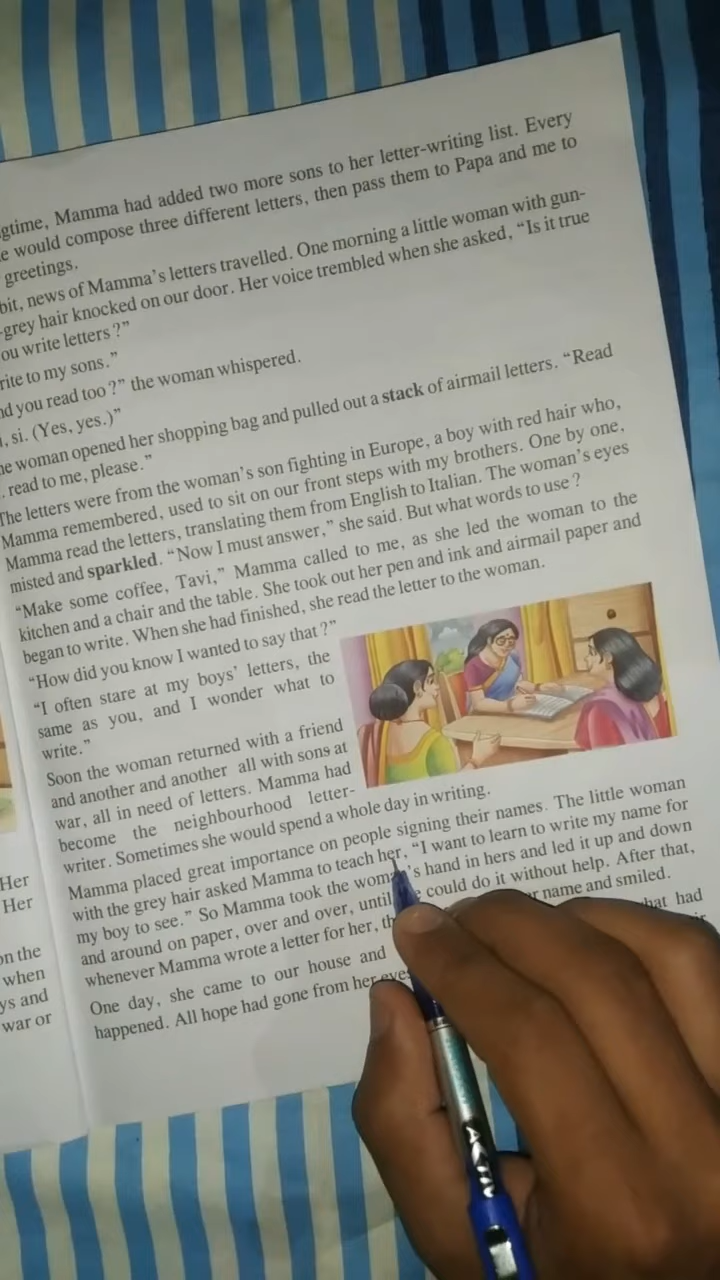 gtime, Mamma had added two more sons to her letter-writing list. Every
e would compose three different letters, then pass them to Papa and me to
greetings.
bit, news of Mamma's letters travelled. One morning a little woman with gun-
-grey hair knocked on our door. Her voice trembled when she asked, "Is it true
ou write letters?"
rite to my sons."
nd you read too?" the woman whispered.
, si. (Yes, yes.)"
he woman opened her shopping bag and pulled out a stack of airmail letters. "Read
, read to me, please."
The letters were from the woman's son fighting in Europe, a boy with red hair who,
Mamma remembered, used to sit on our front steps with my brothers. One by one,
Mamma read the letters, translating them from English to Italian. The woman's eyes
misted and sparkled. "Now I must answer," she said. But what words to use?
"Make some coffee, Tavi," Mamma called to me, as she led the woman to the
kitchen and a chair and the table. She took out her pen and ink and airmail paper and
began to write. When she had finished, she read the letter to the woman.
"How did you know I wanted to say that?"
"I often stare at my boys' letters, the
same as you, and I wonder what to
write."
Soon the woman returned with a friend
and another and another all with sons at
war, all in need of letters. Mamma had
become the neighbourhood letter-
writer. Sometimes she would spend a whole day in writing.
Mamma placed great importance on people signing their names. The little woman
with the grey hair asked Mamma to teach her, "I want to learn to write my name for
my boy to see." So Mamma took the woman's hand in hers and led it up and down
and around on paper, over and over, until could do it without help. After that,
whenever Mamma wrote a letter for her, name and smiled.
One day, she came to our house and hat had
happened. All hope had gone from her eyes
Her
Her
on the
when
ys and
war or
ACTIV